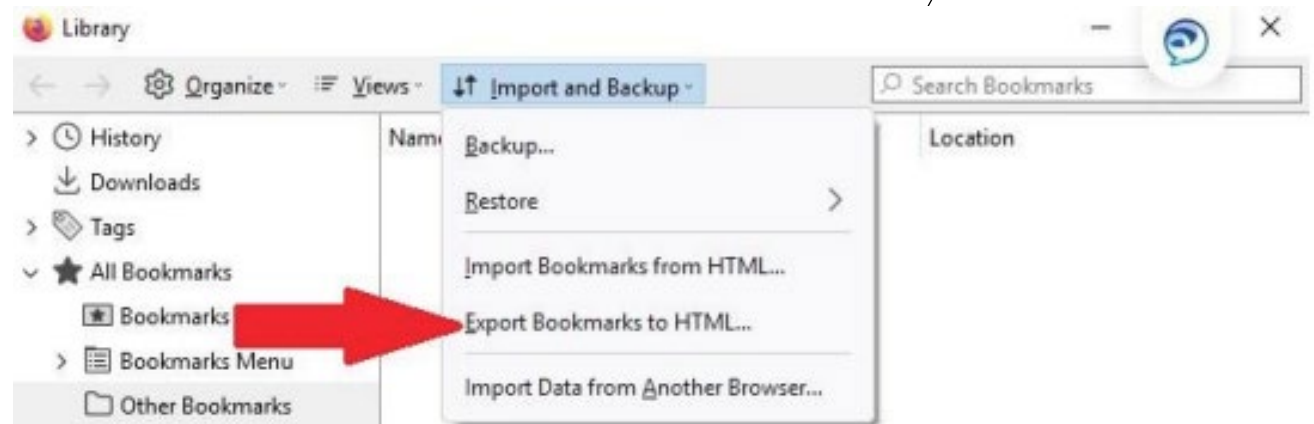 Library
Organize Views Import and Backup Search Bookmarks
History
Downloads
Tags
All Bookmarks
Bookmarks
Bookmarks Menu
Other Bookmarks
Name Location
Backup...
Restore
Import Bookmarks from HTML...
Export Bookmarks to HTML...
Import Data from Another Browser...